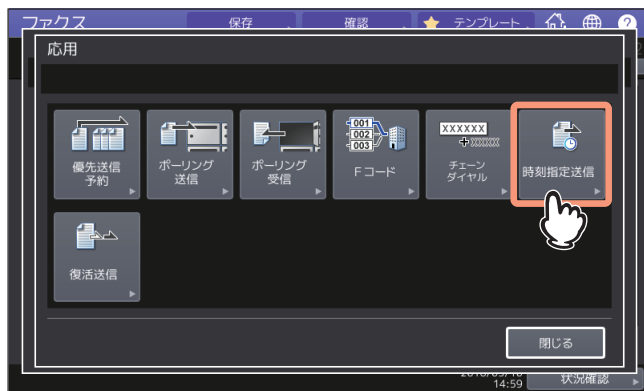 ファクス
保存
確認
テンプレート
?
応用
優先送信
予約
ポーリング
送信
ポーリング
受信
001
002
003
Fコード
XXXXXX
+XXXXXXX
チェーン
ダイヤル
時刻指定送信
復活送信
閉じる
14:59
状況確認